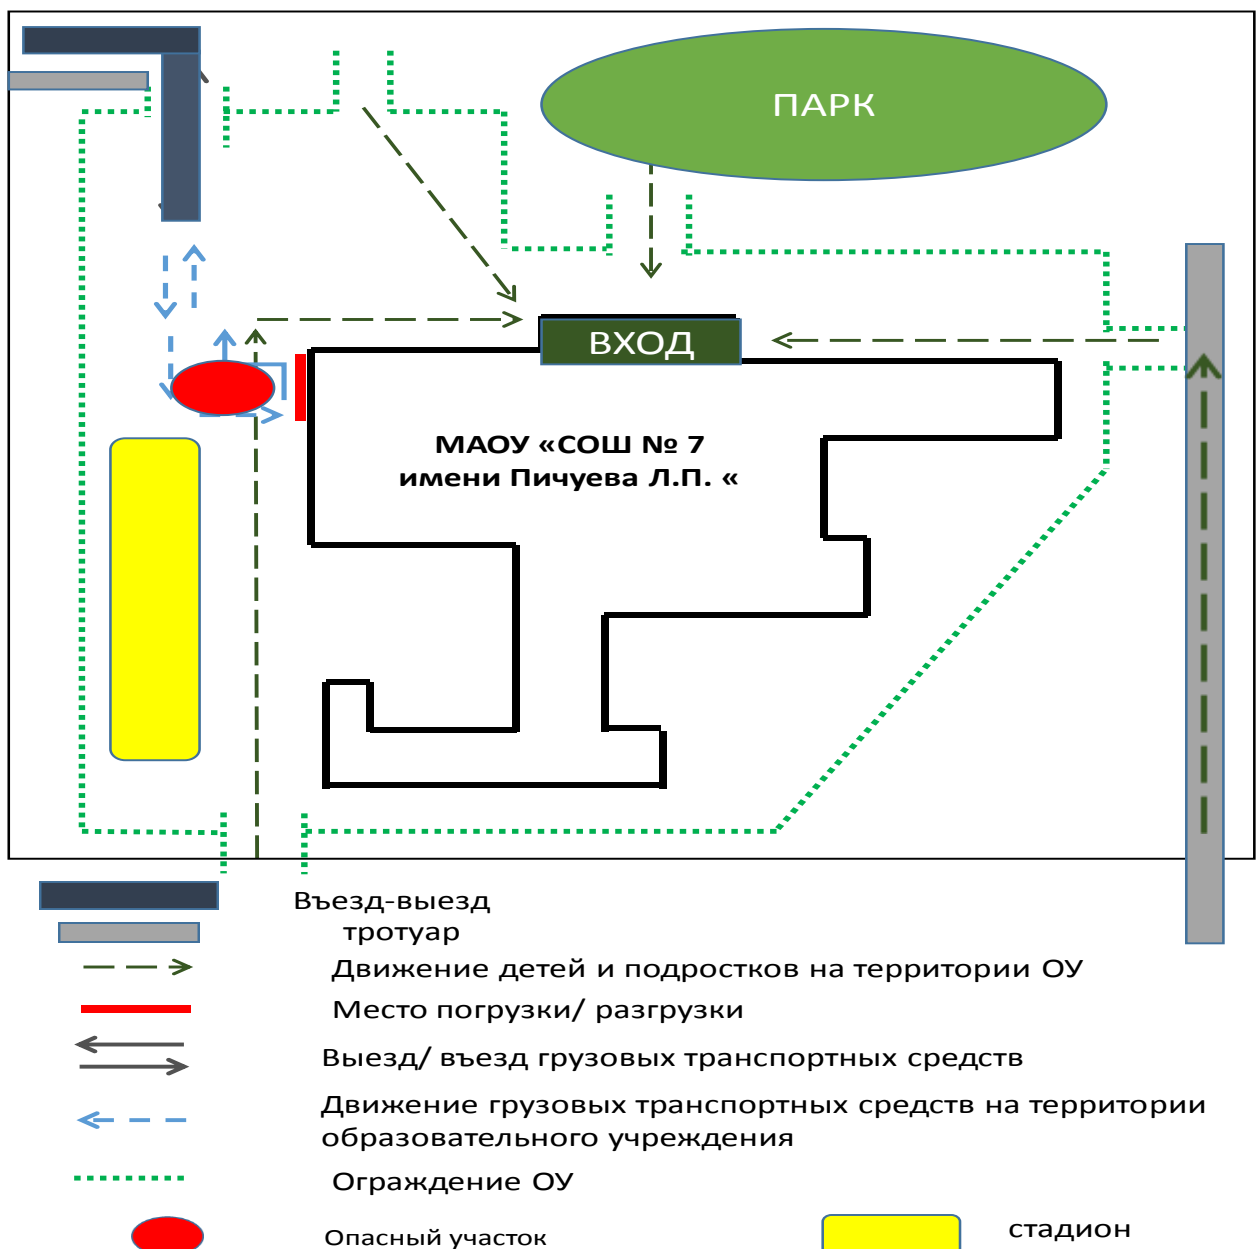 ПАРК
ВХОД
МАОУ «СОШ № 7
имени Пичуева Л.П. «
Въезд-выезд
тротуар
Движение детей и подростков на территории ОУ
Место погрузки/ разгрузки
Выезд/ въезд грузовых транспортных средств
Движение грузовых транспортных средств на территории
образовательного учреждения
Ограждение ОУ
Опасный участок
стадион